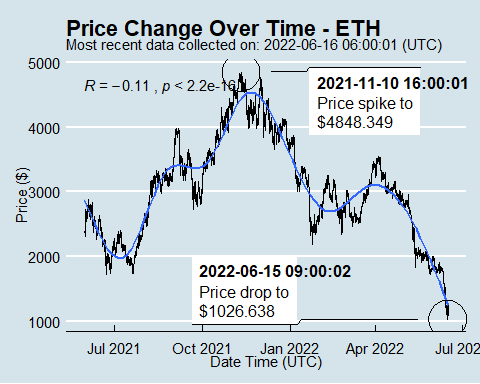 Price Change Over Time - ETH
Most recent data collected on: 2022-06-16 06:00:01 (UTC)
R = −0.11 , p < 2.2e-16
2021-11-10 16:00:01
Price spike to
$4848.349
2022-06-15 09:00:02
Price drop to
$1026.638
Price ($)
5000
4000
3000
2000
1000
Jul 2021
Oct 2021
Jan 2022
Apr 2022
Jul 202
Date Time (UTC)